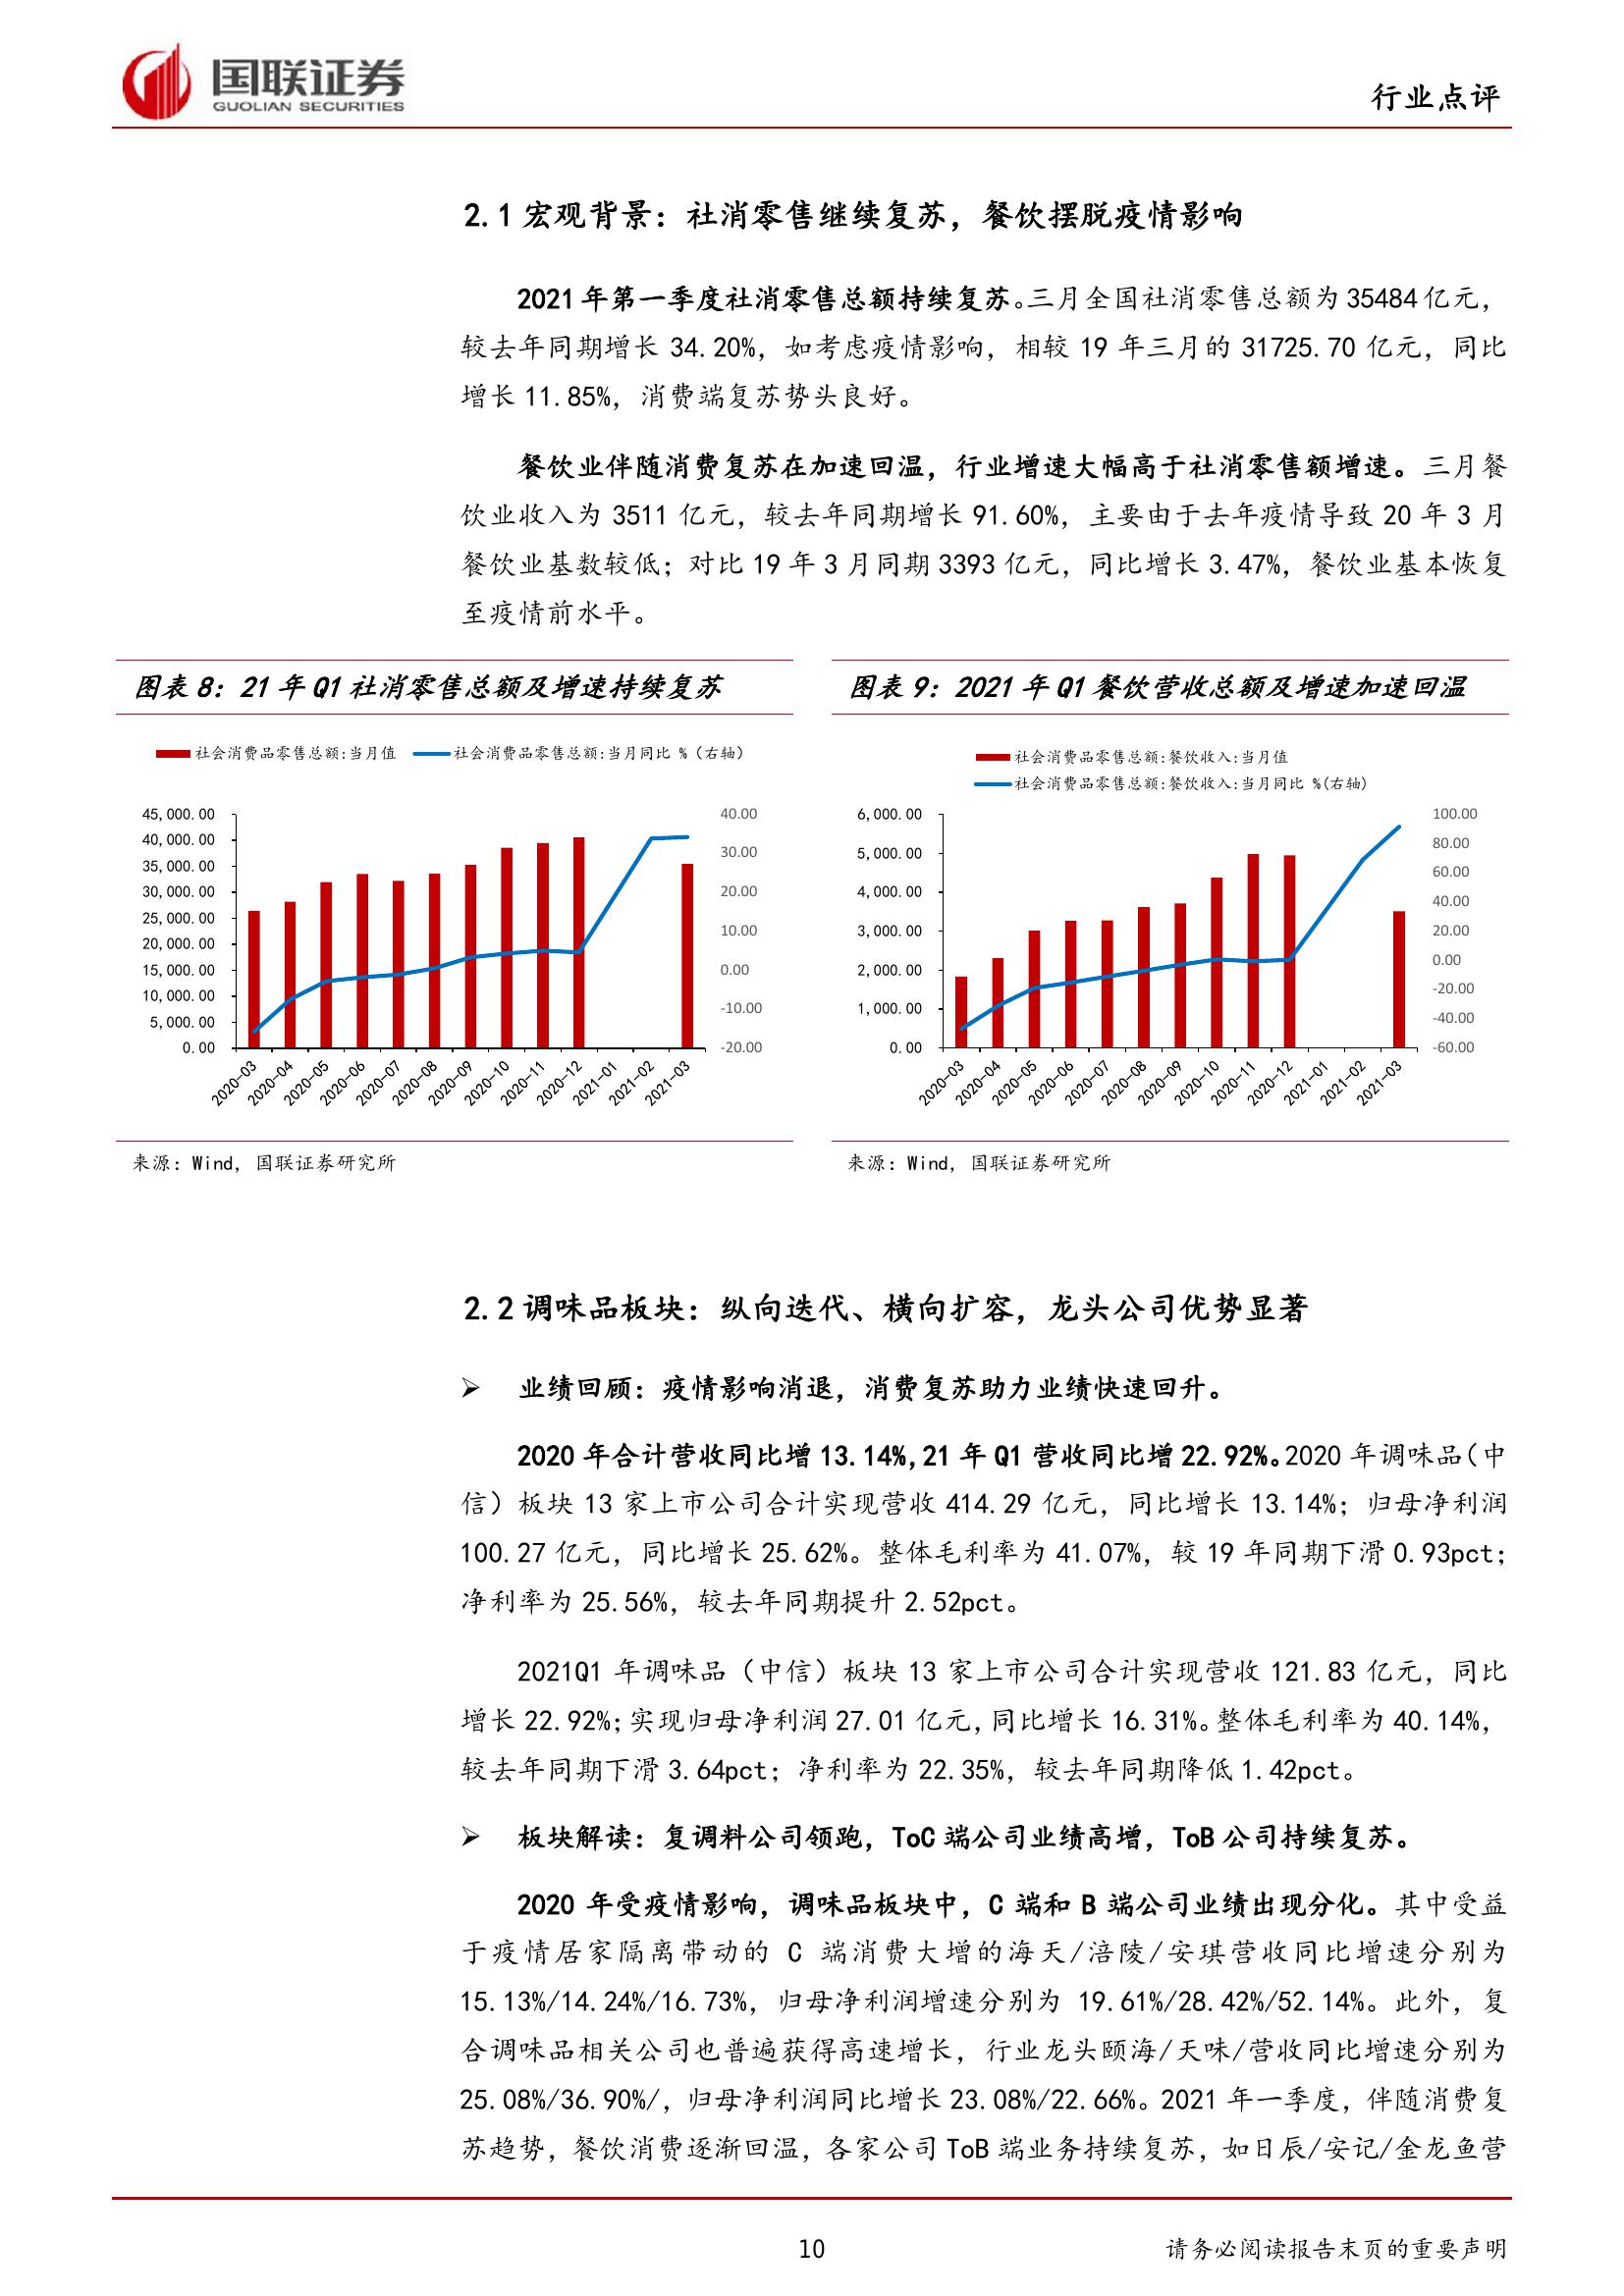 国联证券
GUOLIAN SECURITIES
行业点评
2.1 宏观背景：社消零售继续复苏，餐饮摆脱疫情影响
2021 年第一季度社消零售总额持续复苏。三月全国社消零售总额为 35484 亿元，
较去年同期增长 34.20%，如考虑疫情影响，相较 19 年三月的 31725.70 亿元，同比
增长 11.85%，消费端复苏势头良好。
餐饮业伴随消费复苏在加速回温，行业增速大幅高于社消零售额增速。三月餐
饮业收入为 3511 亿元，较去年同期增长 91.60%，主要由于去年疫情导致 20 年 3 月
餐饮业基数较低；对比 19 年 3 月同期 3393 亿元，同比增长 3.47%，餐饮业基本恢复
至疫情前水平。
图表 8：21 年 Q1 社消零售总额及增速持续复苏
社会消费品零售总额:当月值 社会消费品零售总额:当月同比 %（右轴）
45,000.00
40,000.00
35,000.00
30,000.00
25,000.00
20,000.00
15,000.00
10,000.00
5,000.00
0.00
40.00
30.00
20.00
10.00
0.00
-10.00
-20.00
2020-03 2020-04 2020-05 2020-06 2020-07 2020-08 2020-09 2020-10 2020-11 2020-12 2021-01 2021-02 2021-03
来源：Wind，国联证券研究所
图表 9：2021 年 Q1 餐饮营收总额及增速加速回温
社会消费品零售总额:餐饮收入:当月值
社会消费品零售总额:餐饮收入:当月同比 %(右轴)
6,000.00
5,000.00
4,000.00
3,000.00
2,000.00
1,000.00
0.00
100.00
80.00
60.00
40.00
20.00
0.00
-20.00
-40.00
-60.00
2020-03 2020-04 2020-05 2020-06 2020-07 2020-08 2020-09 2020-10 2020-11 2020-12 2021-01 2021-02 2021-03
来源：Wind，国联证券研究所
2.2 调味品板块：纵向迭代、横向扩容，龙头公司优势显著
➢ 业绩回顾：疫情影响消退，消费复苏助力业绩快速回升。
2020 年合计营收同比增 13.14%,21 年 Q1 营收同比增 22.92%。2020 年调味品（中
信）板块 13 家上市公司合计实现营收 414.29 亿元，同比增长 13.14%；归母净利润
100.27 亿元，同比增长 25.62%。整体毛利率为 41.07%，较 19 年同期下滑 0.93pct；
净利率为 25.56%，较去年同期提升 2.52pct。
2021Q1 年调味品（中信）板块 13 家上市公司合计实现营收 121.83 亿元，同比
增长 22.92%；实现归母净利润 27.01 亿元，同比增长 16.31%。整体毛利率为 40.14%，
较去年同期下滑 3.64pct；净利率为 22.35%，较去年同期降低 1.42pct。
➢ 板块解读：复调料公司领跑，ToC 端公司业绩高增，ToB 公司持续复苏。
2020 年受疫情影响，调味品板块中，C 端和 B 端公司业绩出现分化。其中受益
于疫情居家隔离带动的 C 端消费大增的海天/涪陵/安琪营收同比增速分别为
15.13%/14.24%/16.73%，归母净利润增速分别为 19.61%/28.42%/52.14%。此外，复
合调味品相关公司也普遍获得高速增长，行业龙头颐海/天味/营收同比增速分别为
25.08%/36.90%/，归母净利润同比增长 23.08%/22.66%。2021 年一季度，伴随消费复
苏趋势，餐饮消费逐渐回温，各家公司 ToB 端业务持续复苏，如日辰/安记/金龙鱼营
10
请务必阅读报告末页的重要声明